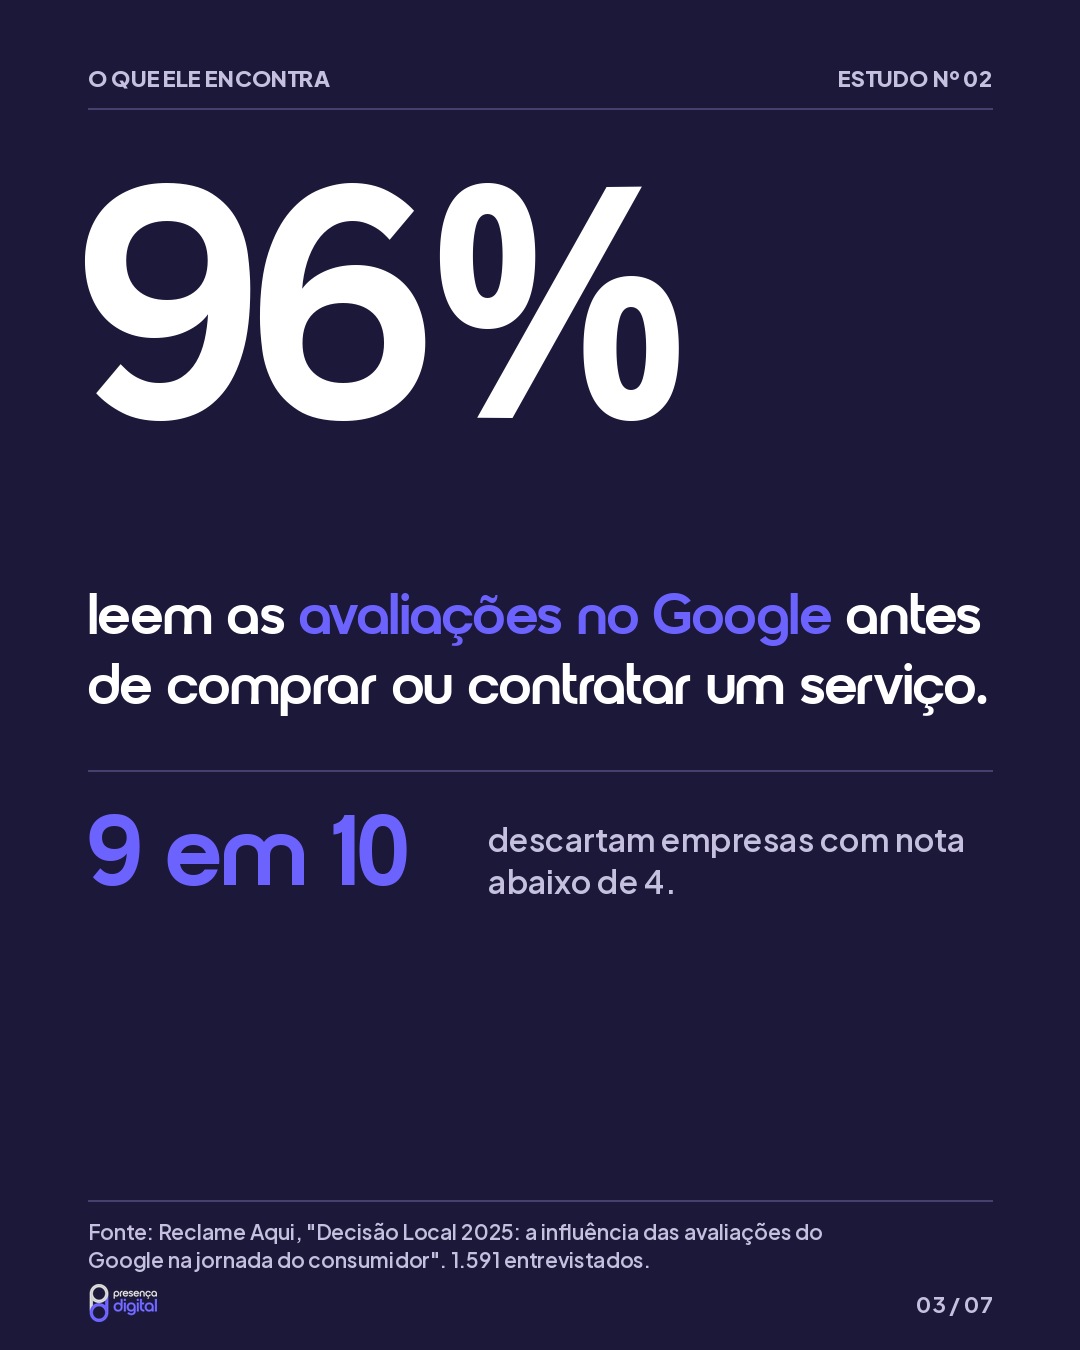 O QUE ELE ENCONTRA
ESTUDO Nº 02
96%
leem as avaliações no Google antes
de comprar ou contratar um serviço.
9 em 10
descartam empresas com nota
abaixo de 4.
Fonte: Reclame Aqui, "Decisão Local 2025: a influência das avaliações do
Google na jornada do consumidor". 1.591 entrevistados.
presença
digital
03 / 07